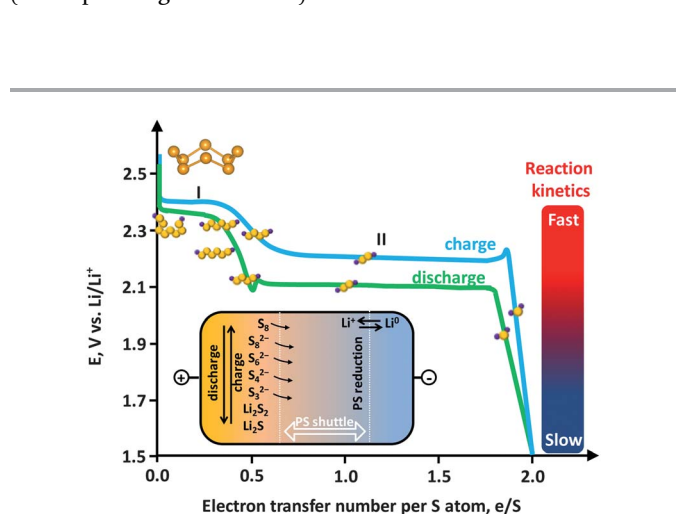 2.5
2.3
2.1
1.9
1.7
1.5
0.0
0.5
1.0
1.5
2.0
E, V vs. Li/Li⁺
Electron transfer number per S atom, e/S
I
II
charge
discharge
Reaction
kinetics
Fast
Slow
discharge
charge
S₈
S₈²⁻
S₆²⁻
S₄²⁻
S₃²⁻
Li₂S₂
Li₂S
Li⁺ Li⁰
PS reduction
PS shuttle
+
-